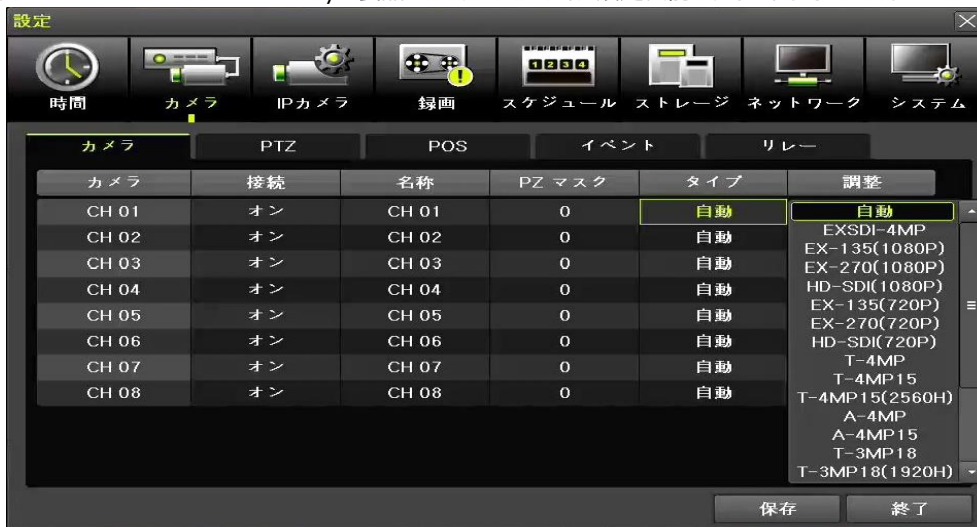 設定
時間 カメラ IPカメラ 録画 スケジュール ストレージ ネットワーク システム
カメラ PTZ POS イベント リレー
カメラ 接続 名称 PZ マスク タイプ 調整
CH 01 オン CH 01 0 自動 自動
CH 02 オン CH 02 0 自動
CH 03 オン CH 03 0 自動
CH 04 オン CH 04 0 自動
CH 05 オン CH 05 0 自動
CH 06 オン CH 06 0 自動
CH 07 オン CH 07 0 自動
CH 08 オン CH 08 0 自動
EXSDI-4MP
EX-135(1080P)
EX-270(1080P)
HD-SDI(1080P)
EX-135(720P)
EX-270(720P)
HD-SDI(720P)
T-4MP
T-4MP15
T-4MP15(2560H)
A-4MP
A-4MP15
T-3MP18
T-3MP18(1920H)
保存 終了